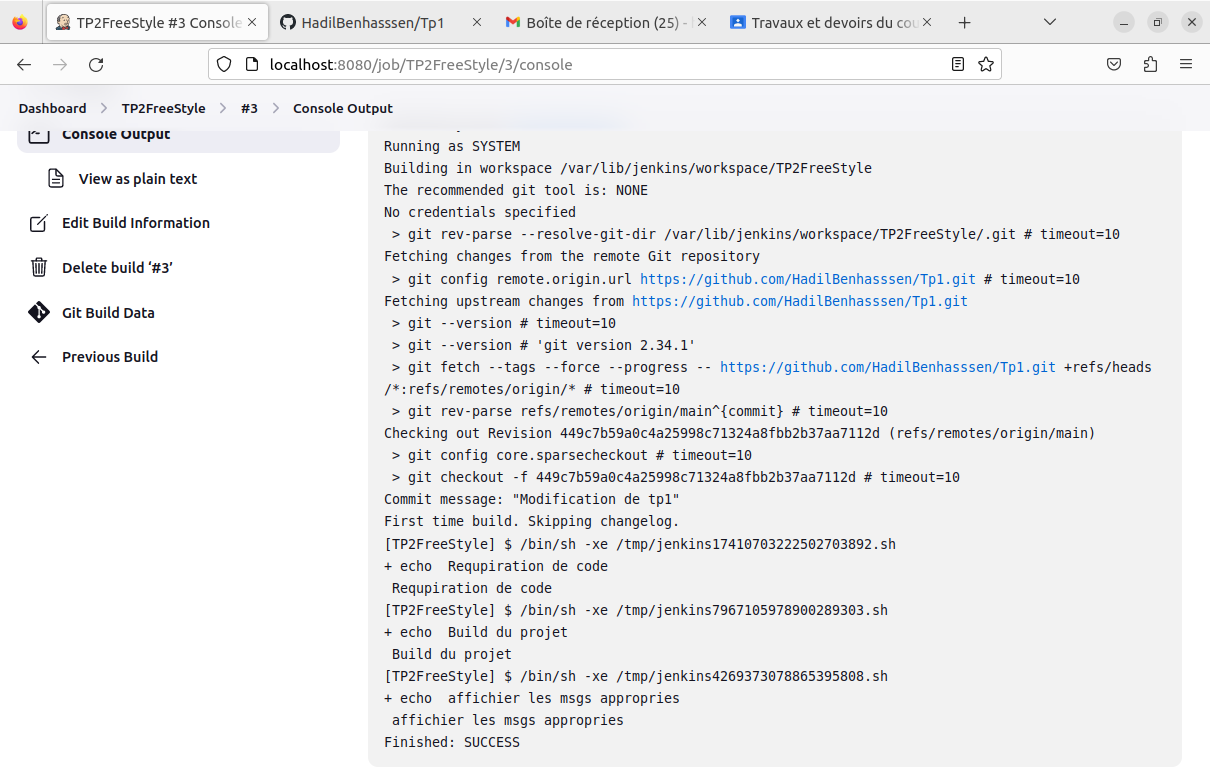 TP2FreeStyle #3 Console
HadilBenhasssen/Tp1
Boîte de réception (25) -
Travaux et devoirs du cou
localhost:8080/job/TP2FreeStyle/3/console
Dashboard > TP2FreeStyle > #3 > Console Output
Console Output
View as plain text
Edit Build Information
Delete build ‘#3’
Git Build Data
Previous Build
Running as SYSTEM
Building in workspace /var/lib/jenkins/workspace/TP2FreeStyle
The recommended git tool is: NONE
No credentials specified
 > git rev-parse --resolve-git-dir /var/lib/jenkins/workspace/TP2FreeStyle/.git # timeout=10
Fetching changes from the remote Git repository
 > git config remote.origin.url https://github.com/HadilBenhasssen/Tp1.git # timeout=10
Fetching upstream changes from https://github.com/HadilBenhasssen/Tp1.git
 > git --version # timeout=10
 > git --version # 'git version 2.34.1'
 > git fetch --tags --force --progress -- https://github.com/HadilBenhasssen/Tp1.git +refs/heads
/*:refs/remotes/origin/* # timeout=10
 > git rev-parse refs/remotes/origin/main^{commit} # timeout=10
Checking out Revision 449c7b59a0c4a25998c71324a8fbb2b37aa7112d (refs/remotes/origin/main)
 > git config core.sparsecheckout # timeout=10
 > git checkout -f 449c7b59a0c4a25998c71324a8fbb2b37aa7112d # timeout=10
Commit message: "Modification de tp1"
First time build. Skipping changelog.
[TP2FreeStyle] $ /bin/sh -xe /tmp/jenkins17410703222502703892.sh
+ echo  Requpiration de code
 Requpiration de code
[TP2FreeStyle] $ /bin/sh -xe /tmp/jenkins7967105978900289303.sh
+ echo  Build du projet
 Build du projet
[TP2FreeStyle] $ /bin/sh -xe /tmp/jenkins4269373078865395808.sh
+ echo  affichier les msgs appropries
 affichier les msgs appropries
Finished: SUCCESS